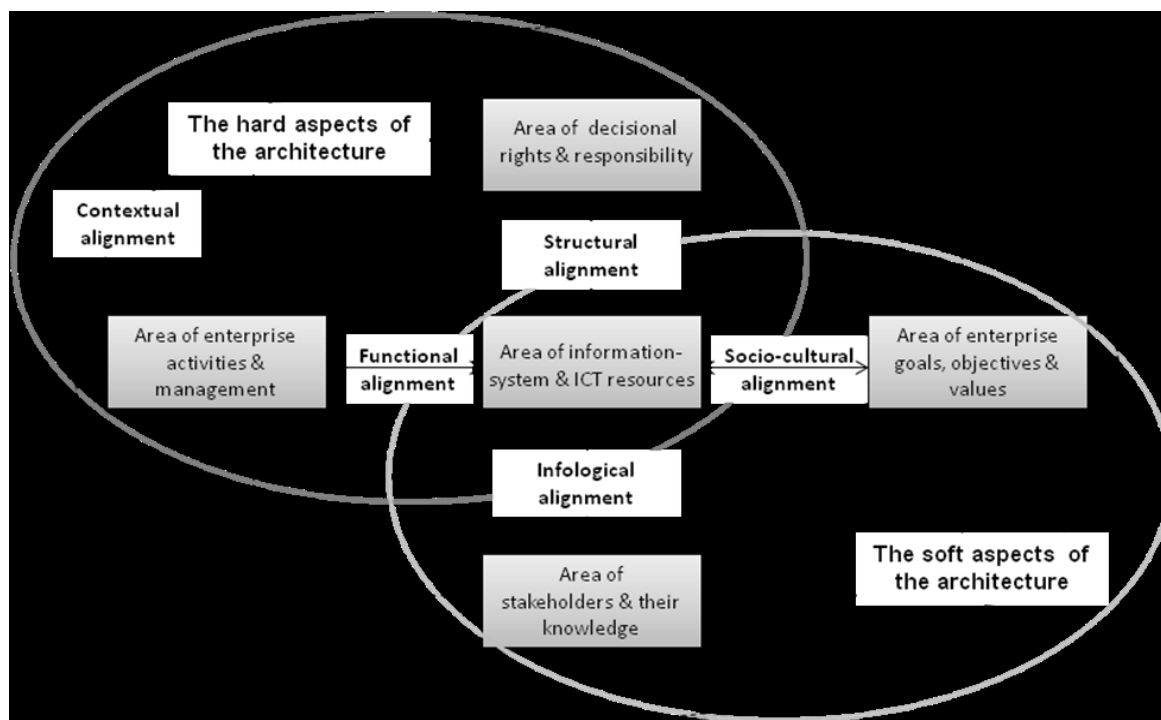 The hard aspects of
the architecture
Area of decisional
rights & responsibility
Contextual
alignment
Structural
alignment
Area of enterprise
activities &
management
Functional
alignment
Area of information-
system & ICT resources
Socio-cultural
alignment
Area of enterprise
goals, objectives &
values
Infological
alignment
The soft aspects of
the architecture
Area of
stakeholders & their
knowledge